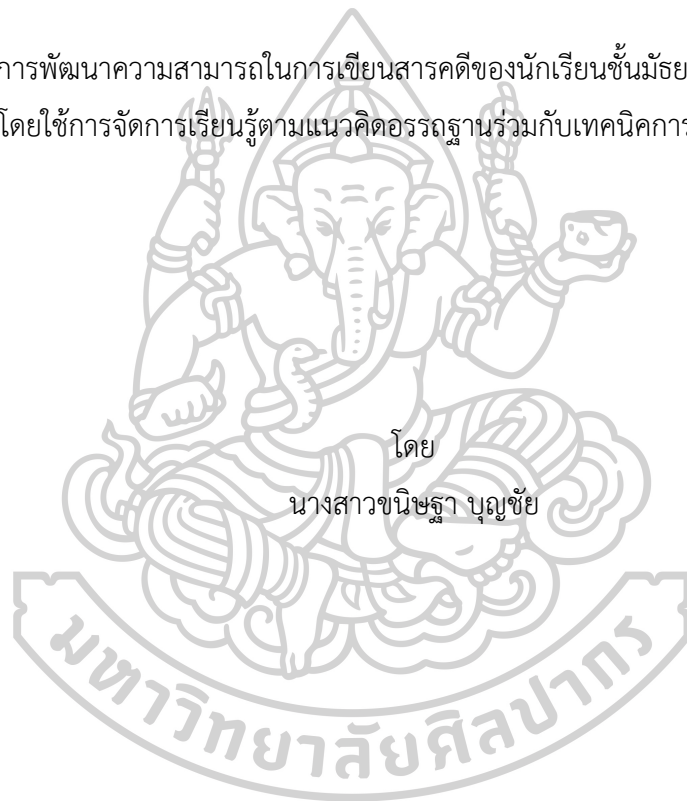 การพัฒนาความสามารถในการเขียนสารคดีของนักเรียนชั้นมัธย
โดยใช้การจัดการเรียนรู้ตามแนวคิดอรรถฐานร่วมกับเทคนิคการ
โดย
นางสาวขนิษฐา บุญชัย
มหาวิทยาลัยศิลปากร